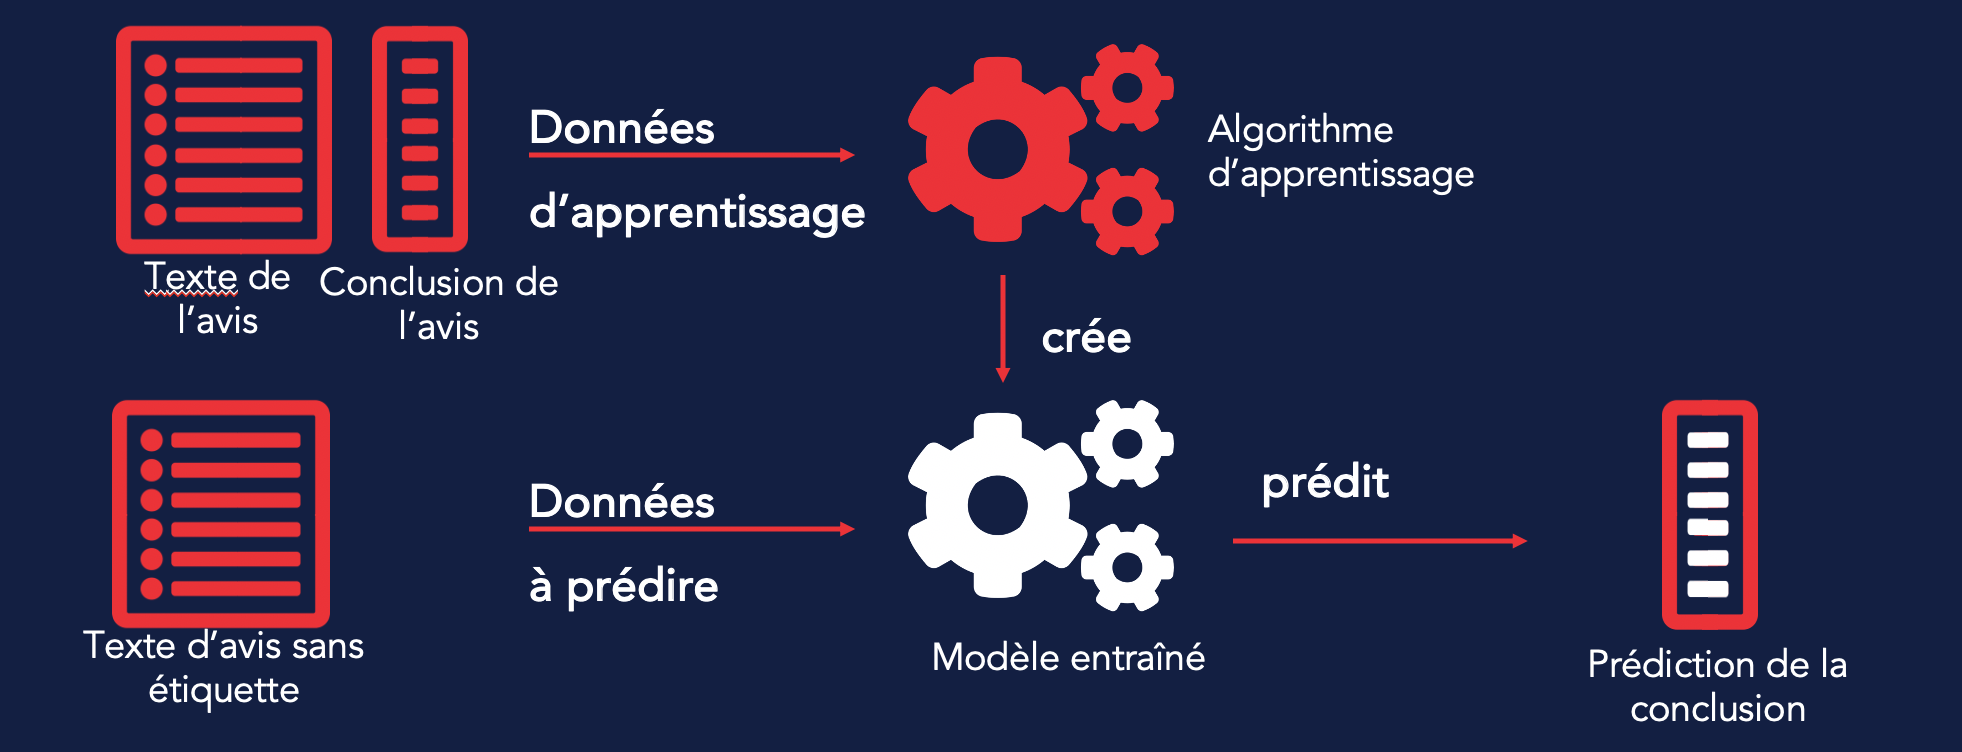 Données
d'apprentissage
Algorithme
d'apprentissage
Texte de
l'avis
Conclusion de
l'avis
crée
Données
à prédire
prédit
Texte d'avis sans
étiquette
Modèle entraîné
Prédiction de la
conclusion